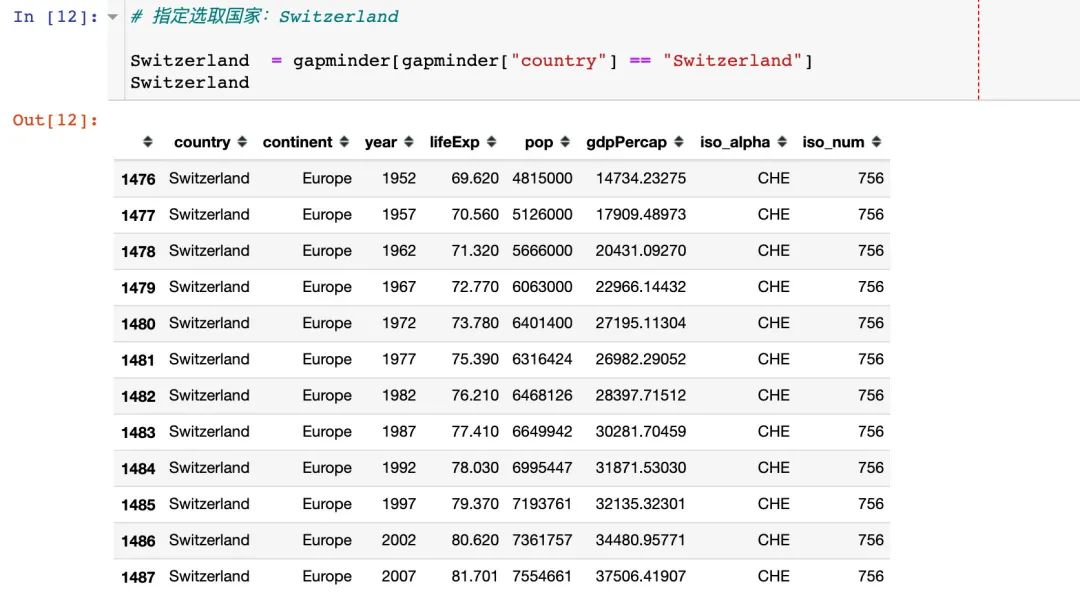 In [12]: # 指定选取国家：Switzerland
Switzerland = gapminder[gapminder["country"] == "Switzerland"]
Switzerland
Out[12]:
country continent year lifeExp pop gdpPercap iso_alpha iso_num
1476 Switzerland Europe 1952 69.620 4815000 14734.23275 CHE 756
1477 Switzerland Europe 1957 70.560 5126000 17909.48973 CHE 756
1478 Switzerland Europe 1962 71.320 5666000 20431.09270 CHE 756
1479 Switzerland Europe 1967 72.770 6063000 22966.14432 CHE 756
1480 Switzerland Europe 1972 73.780 6401400 27195.11304 CHE 756
1481 Switzerland Europe 1977 75.390 6316424 26982.29052 CHE 756
1482 Switzerland Europe 1982 76.210 6468126 28397.71512 CHE 756
1483 Switzerland Europe 1987 77.410 6649942 30281.70459 CHE 756
1484 Switzerland Europe 1992 78.030 6995447 31871.53030 CHE 756
1485 Switzerland Europe 1997 79.370 7193761 32135.32301 CHE 756
1486 Switzerland Europe 2002 80.620 7361757 34480.95771 CHE 756
1487 Switzerland Europe 2007 81.701 7554661 37506.41907 CHE 756